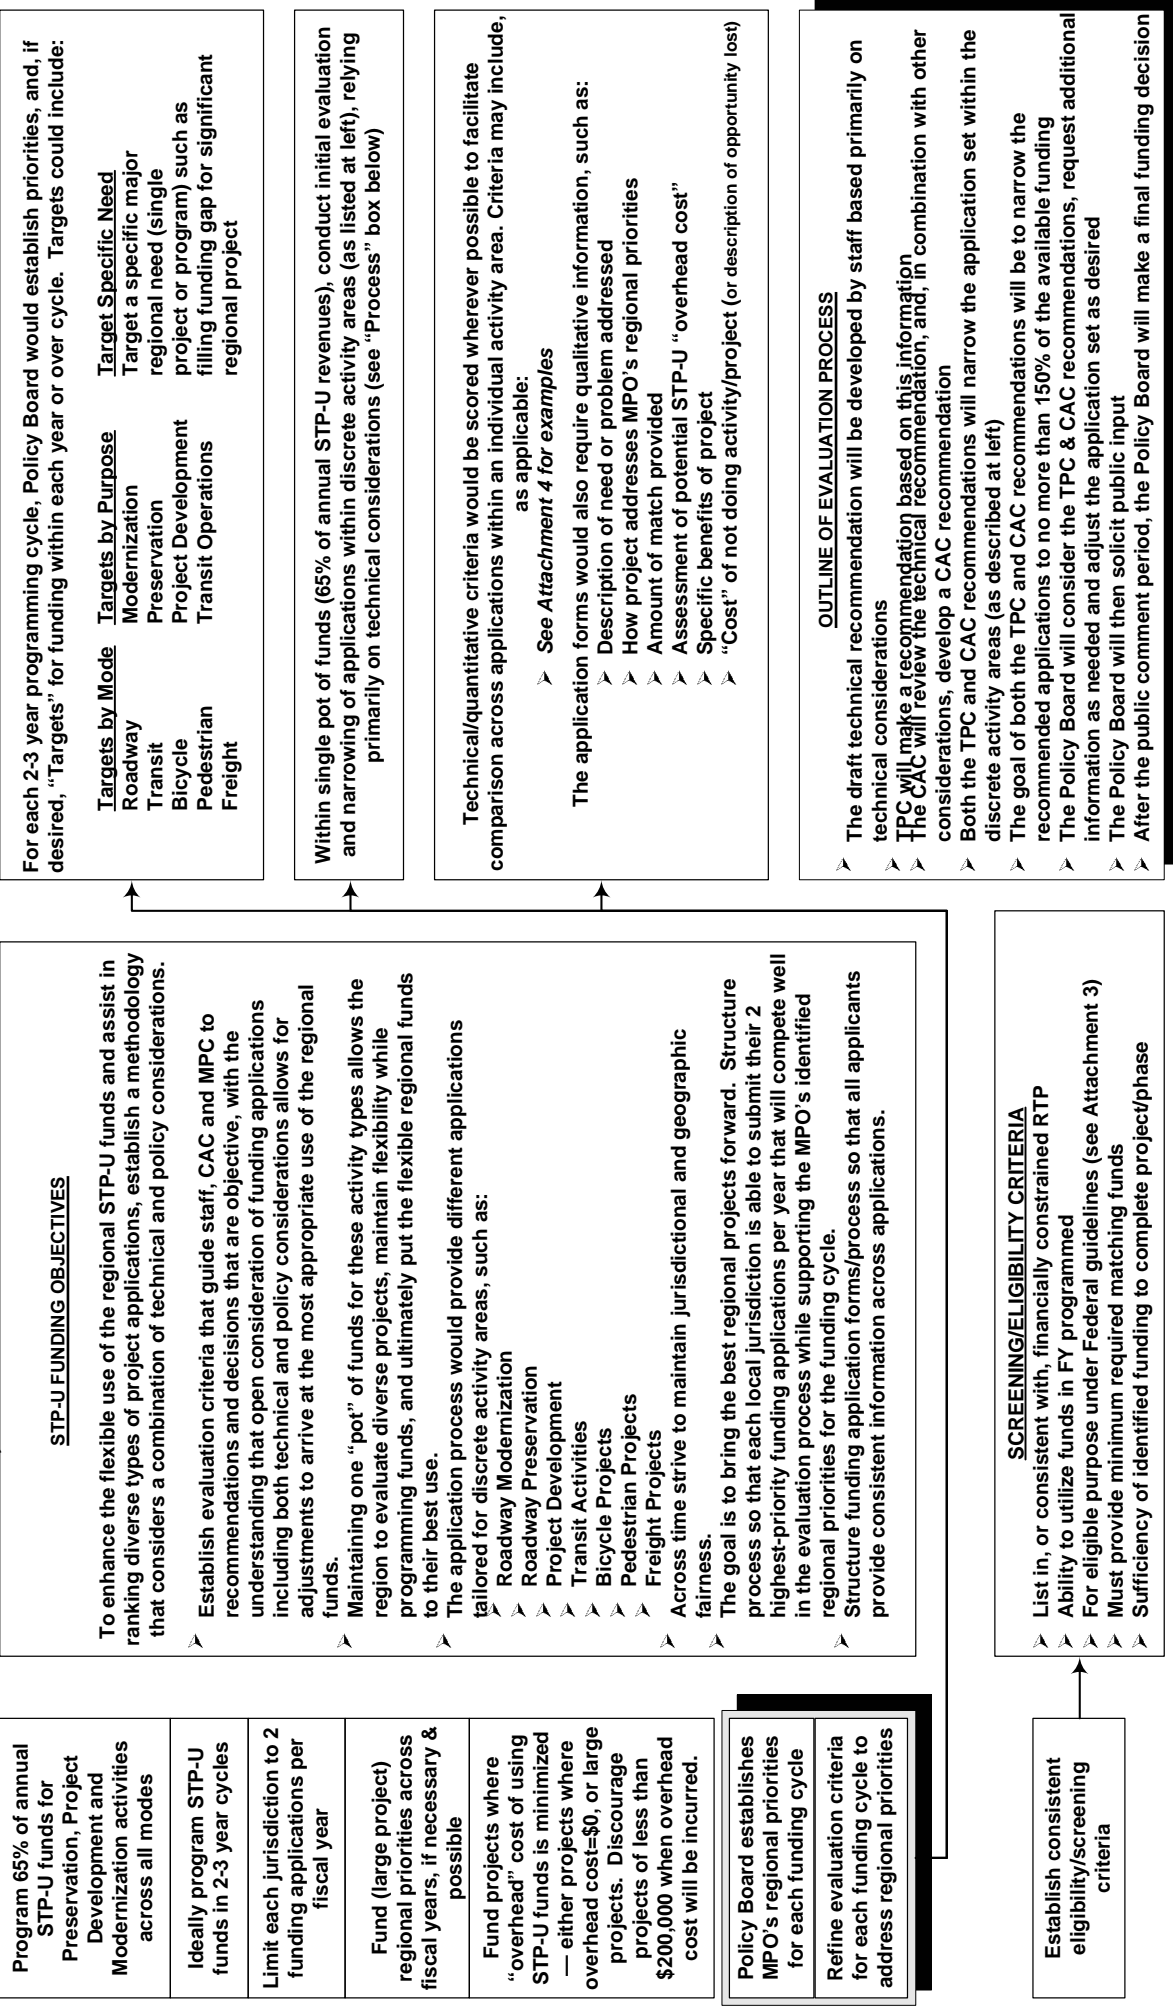 Program 65% of annual
STP-U funds for
Preservation, Project
Development and
Modernization activities
across all modes
Ideally program STP-U
funds in 2-3 year cycles
Limit each jurisdiction to 2
funding applications per
fiscal year
Fund (large project)
regional priorities across
fiscal years, if necessary &
possible
Fund projects where
"overhead" cost of using
STP-U funds is minimized
— either projects where
overhead cost=$0, or large
projects. Discourage
projects of less than
$200,000 when overhead
cost will be incurred.
Policy Board establishes
MPO's regional priorities
for each funding cycle
Refine evaluation criteria
for each funding cycle to
address regional priorities
Establish consistent
eligibility/screening
criteria
STP-U FUNDING OBJECTIVES
To enhance the flexible use of the regional STP-U funds and assist in
ranking diverse types of project applications, establish a methodology
that considers a combination of technical and policy considerations.
➢ Establish evaluation criteria that guide staff, CAC and MPC to
recommendations and decisions that are objective, with the
understanding that open consideration of funding applications
including both technical and policy considerations allows for
adjustments to arrive at the most appropriate use of the regional
funds.
➢ Maintaining one "pot" of funds for these activity types allows the
region to evaluate diverse projects, maintain flexibility while
programming funds, and ultimately put the flexible regional funds
to their best use.
➢ The application process would provide different applications
tailored for discrete activity areas, such as:
➢ Roadway Modernization
➢ Roadway Preservation
➢ Project Development
➢ Transit Activities
➢ Bicycle Projects
➢ Pedestrian Projects
➢ Freight Projects
➢ Across time strive to maintain jurisdictional and geographic
fairness.
➢ The goal is to bring the best regional projects forward. Structure
process so that each local jurisdiction is able to submit their 2
highest-priority funding applications per year that will compete well
in the evaluation process while supporting the MPO's identified
regional priorities for the funding cycle.
➢ Structure funding application forms/process so that all applicants
provide consistent information across applications.
SCREENING/ELIGIBILITY CRITERIA
➢ List in, or consistent with, financially constrained RTP
➢ Ability to utilize funds in FY programmed
➢ For eligible purpose under Federal guidelines (see Attachment 3)
➢ Must provide minimum required matching funds
➢ Sufficiency of identified funding to complete project/phase
For each 2-3 year programming cycle, Policy Board would establish priorities, and, if
desired, "Targets" for funding within each year or over cycle. Targets could include:
Targets by Mode
Roadway
Transit
Bicycle
Pedestrian
Freight
Targets by Purpose
Modernization
Preservation
Project Development
Transit Operations
Target Specific Need
Target a specific major
regional need (single
project or program) such as
filling funding gap for significant
regional project
Within single pot of funds (65% of annual STP-U revenues), conduct initial evaluation
and narrowing of applications within discrete activity areas (as listed at left), relying
primarily on technical considerations (see "Process" box below)
Technical/quantitative criteria would be scored wherever possible to facilitate
comparison across applications within an individual activity area. Criteria may include,
as applicable:
➢ See Attachment 4 for examples
The application forms would also require qualitative information, such as:
➢ Description of need or problem addressed
➢ How project addresses MPO's regional priorities
➢ Amount of match provided
➢ Assessment of potential STP-U "overhead cost"
➢ Specific benefits of project
➢ "Cost" of not doing activity/project (or description of opportunity lost)
OUTLINE OF EVALUATION PROCESS
➢ The draft technical recommendation will be developed by staff based primarily on
technical considerations
➢ TPC will make a recommendation based on this information
➢ The CAC will review the technical recommendation, and, in combination with other
considerations, develop a CAC recommendation
➢ Both the TPC and CAC recommendations will narrow the application set within the
discrete activity areas (as described at left)
➢ The goal of both the TPC and CAC recommendations will be to narrow the
recommended applications to no more than 150% of the available funding
➢ The Policy Board will consider the TPC & CAC recommendations, request additional
information as needed and adjust the application set as desired
➢ The Policy Board will then solicit public input
➢ After the public comment period, the Policy Board will make a final funding decision